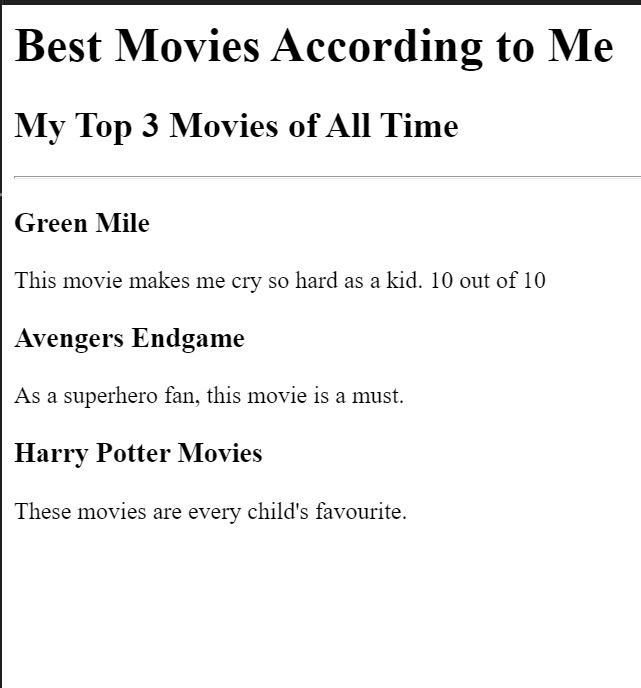 Best Movies According to Me
My Top 3 Movies of All Time
Green Mile
This movie makes me cry so hard as a kid. 10 out of 10
Avengers Endgame
As a superhero fan, this movie is a must.
Harry Potter Movies
These movies are every child's favourite.